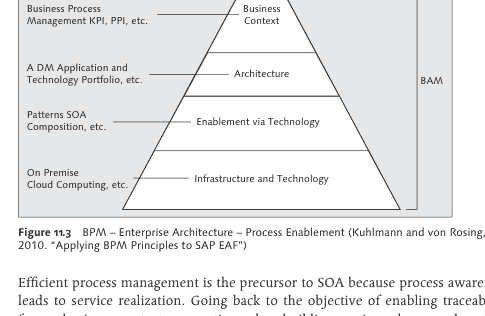 Business Process
Management KPI, PPI, etc.
Business
Context
A DM Application and
Technology Portfolio, etc.
Architecture
BAM
Patterns SOA
Composition, etc.
Enablement via Technology
On Premise
Cloud Computing, etc.
Infrastructure and Technology
Figure 11.3 BPM – Enterprise Architecture – Process Enablement (Kuhlmann and von Rosing,
2010. “Applying BPM Principles to SAP EAF”)
Efficient process management is the precursor to SOA because process aware
leads to service realization. Going back to the objective of enabling traceab